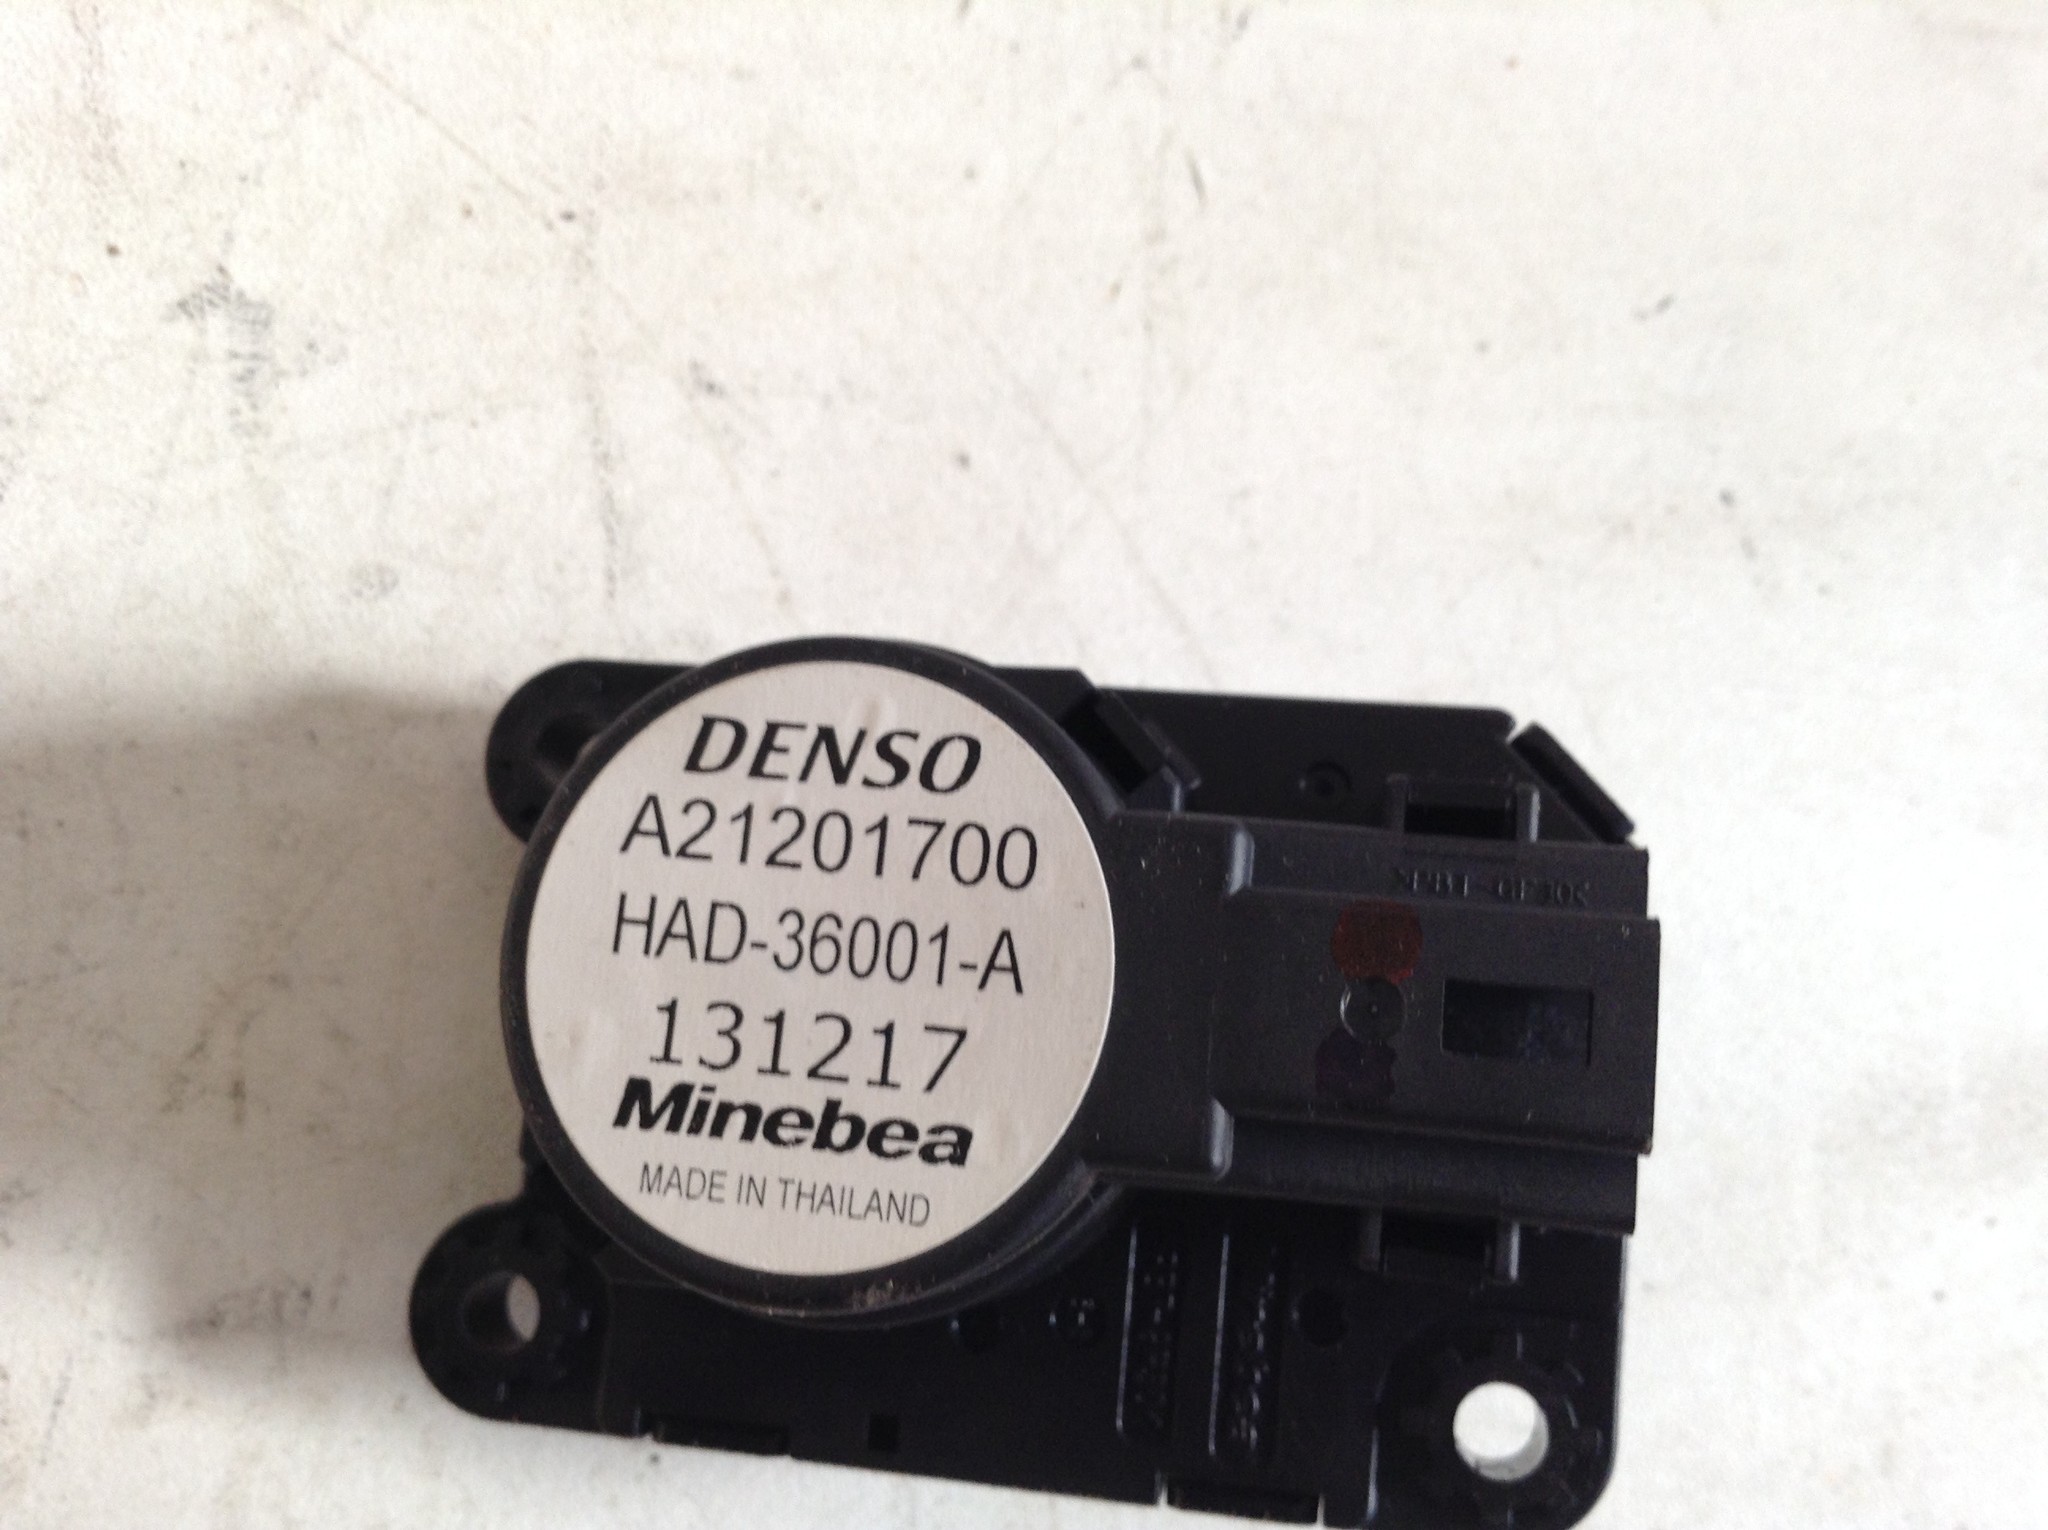 DENSO
A21201700
HAD-36001-A
131217
Minebea
MADE IN THAILAND